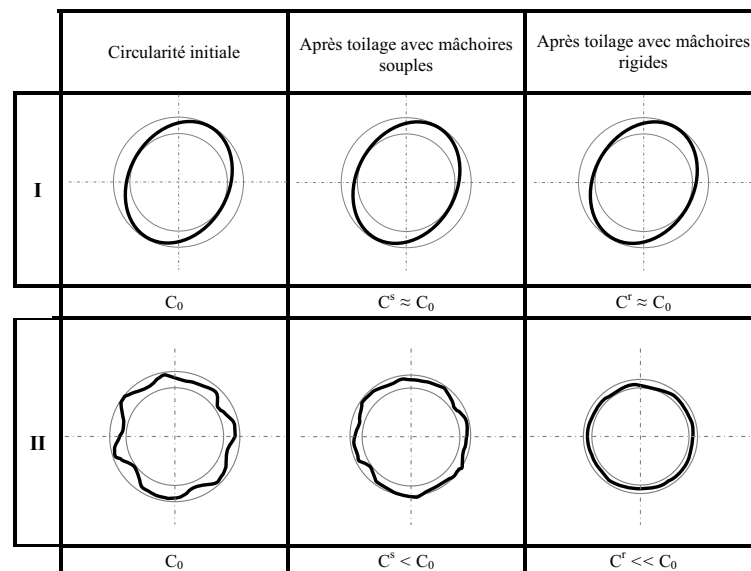 Circularité initiale
Après toilage avec mâchoires
souples
Après toilage avec mâchoires
rigides
I
C₀
Cˢ ≈ C₀
Cʳ ≈ C₀
II
C₀
Cˢ < C₀
Cʳ << C₀